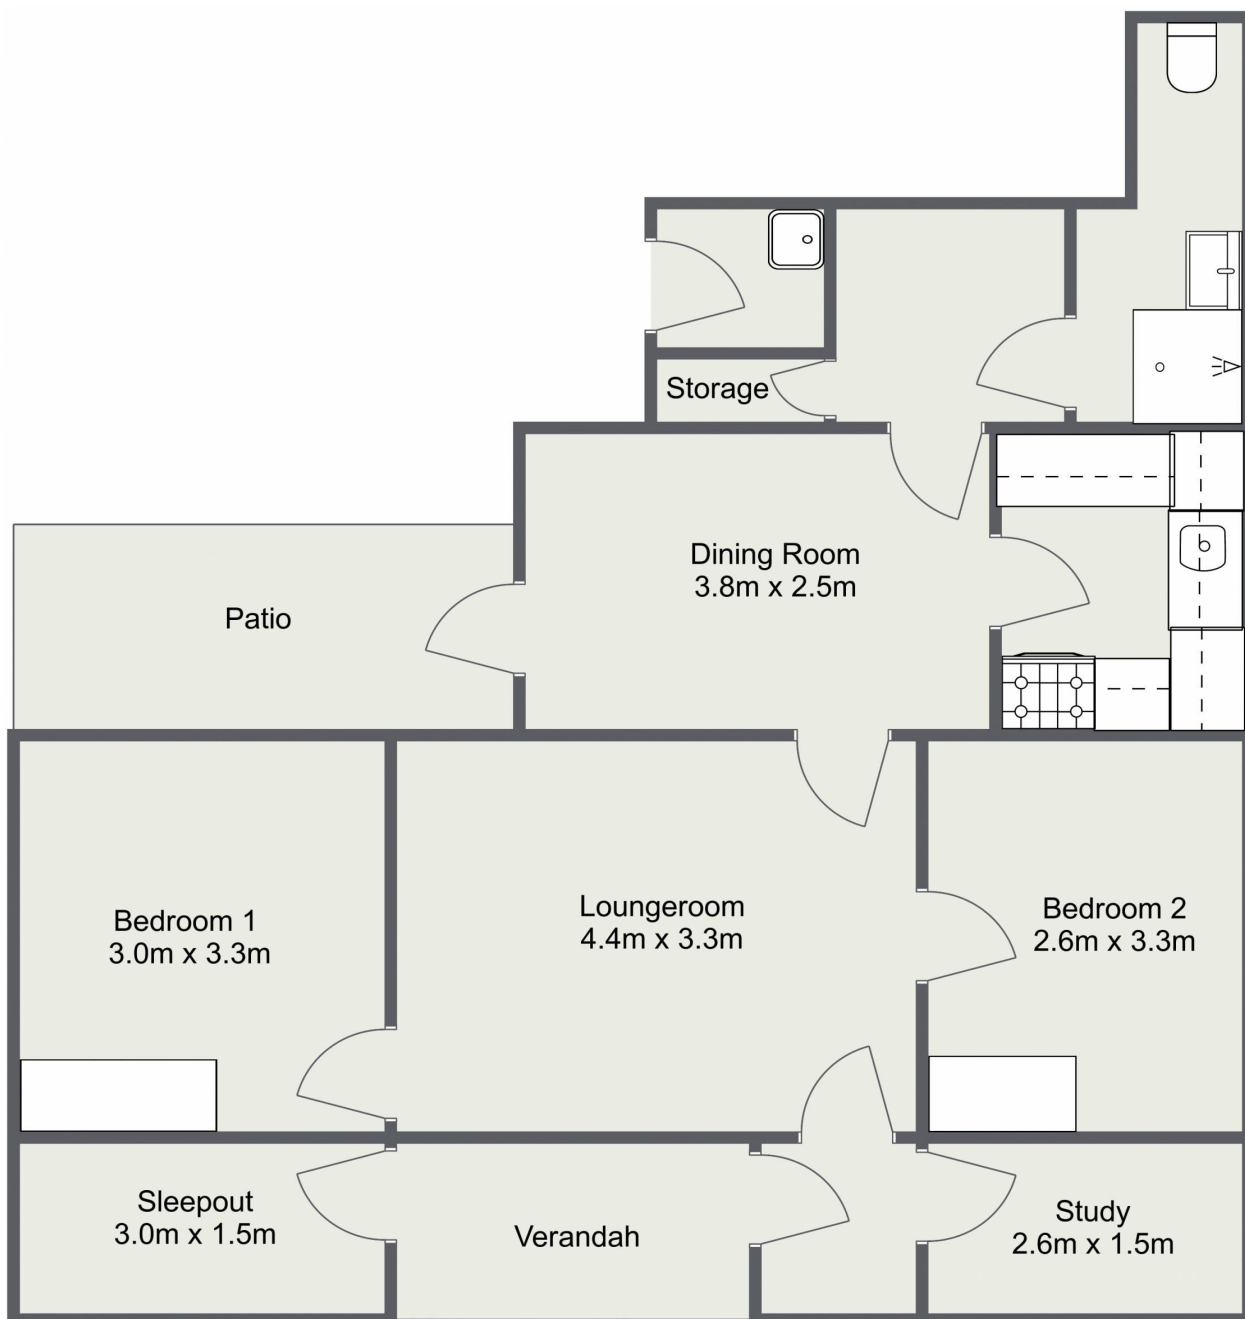 Storage
Dining Room
3.8m x 2.5m
Patio
Bedroom 1
3.0m x 3.3m
Loungeroom
4.4m x 3.3m
Bedroom 2
2.6m x 3.3m
Sleepout
3.0m x 1.5m
Verandah
Study
2.6m x 1.5m